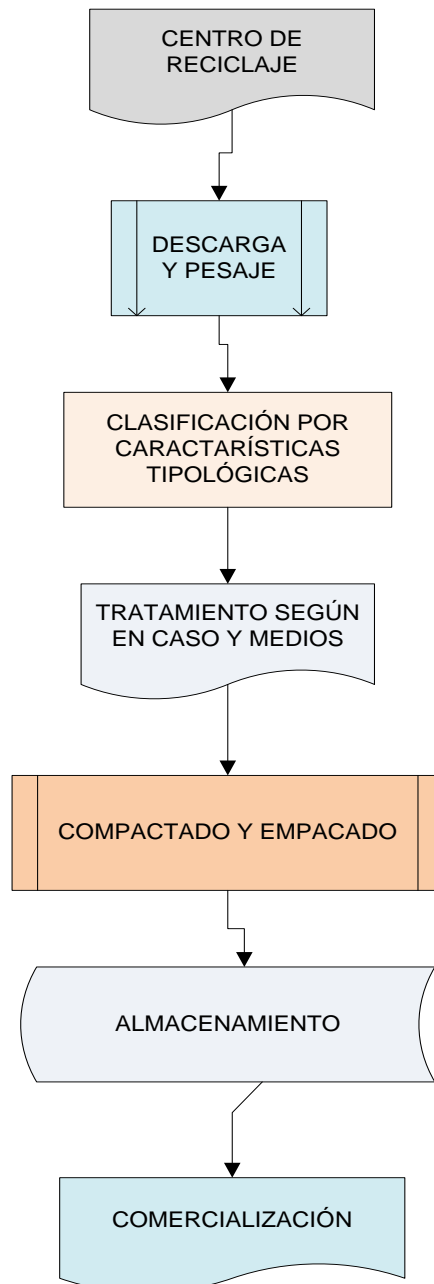 CENTRO DE
RECICLAJE
DESCARGA
Y PESAJE
CLASIFICACIÓN POR
CARACTARÍSTICAS
TIPOLÓGICAS
TRATAMIENTO SEGÚN
EN CASO Y MEDIOS
COMPACTADO Y EMPACADO
ALMACENAMIENTO
COMERCIALIZACIÓN